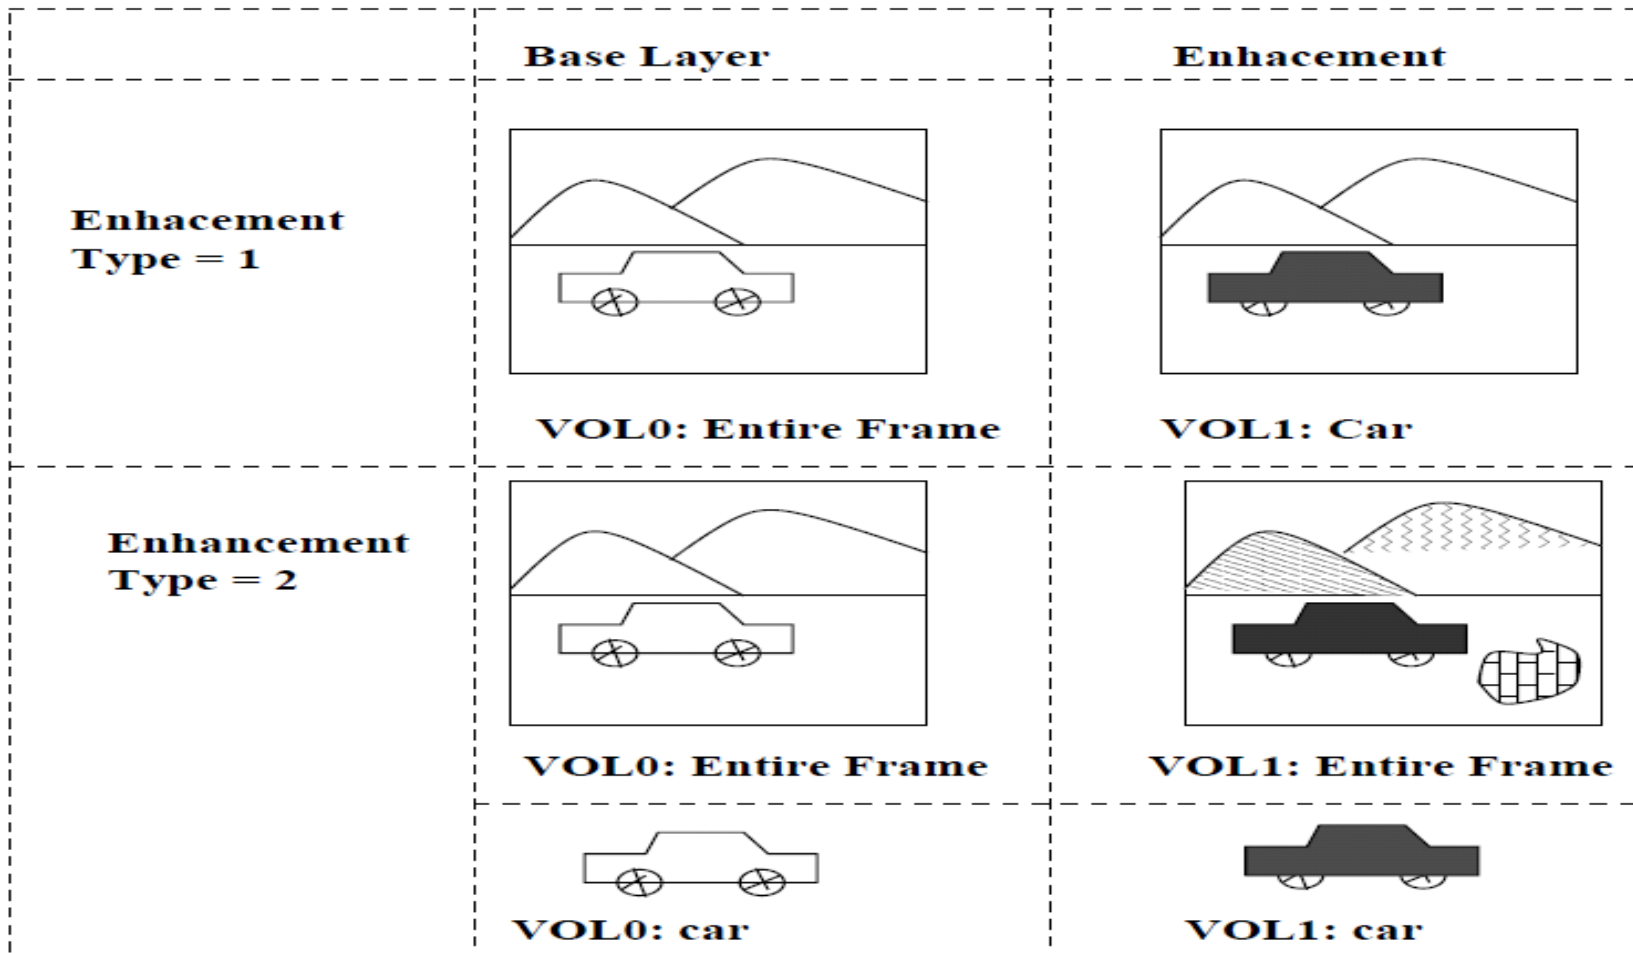 Base Layer
Enhacement
Enhacement
Type = 1
VOL0: Entire Frame
VOL1: Car
Enhancement
Type = 2
VOL0: Entire Frame
VOL1: Entire Frame
VOL0: car
VOL1: car